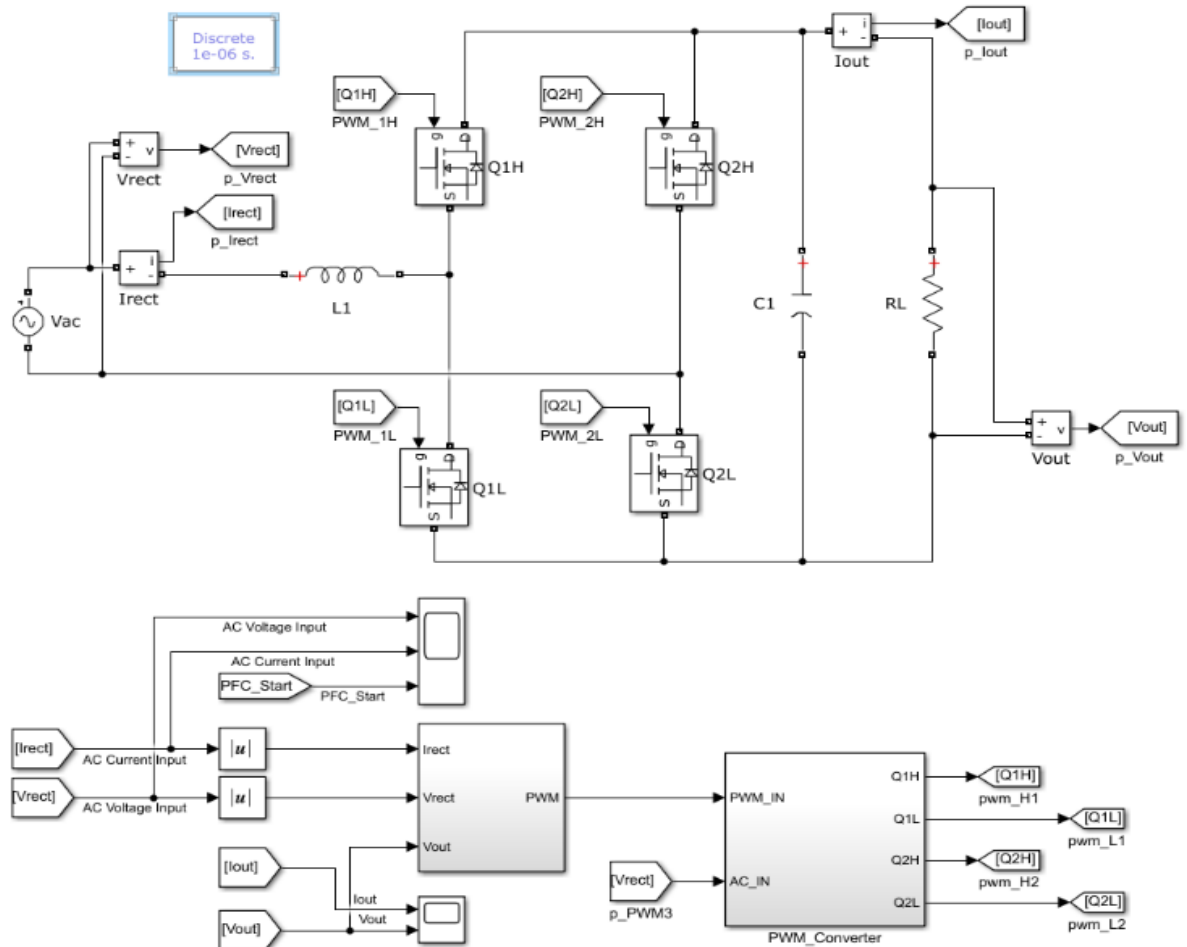 Discrete
1e-06 s.
[Iout]
p_Iout
i
+
-
Iout
[Q1H]
PWM_1H
[Q2H]
PWM_2H
g
D
S
Q1H
g
D
S
Q2H
+
-
v
Vrect
[Vrect]
p_Vrect
[Irect]
p_Irect
+
i
-
Irect
+
L1
Vac
+
C1
+
RL
[Q1L]
PWM_1L
[Q2L]
PWM_2L
g
D
S
Q1L
g
D
S
Q2L
+
-
v
Vout
[Vout]
p_Vout
AC Voltage Input
AC Current Input
PFC_Start
PFC_Start
[Irect]
AC Current Input
|u|
Irect
[Vrect]
AC Voltage Input
|u|
Vrect
PWM
Vout
[Iout]
Iout
Vout
[Vout]
[Vrect]
p_PWM3
PWM_IN
AC_IN
Q1H
Q1L
Q2H
Q2L
PWM_Converter
[Q1H]
pwm_H1
[Q1L]
pwm_L1
[Q2H]
pwm_H2
[Q2L]
pwm_L2